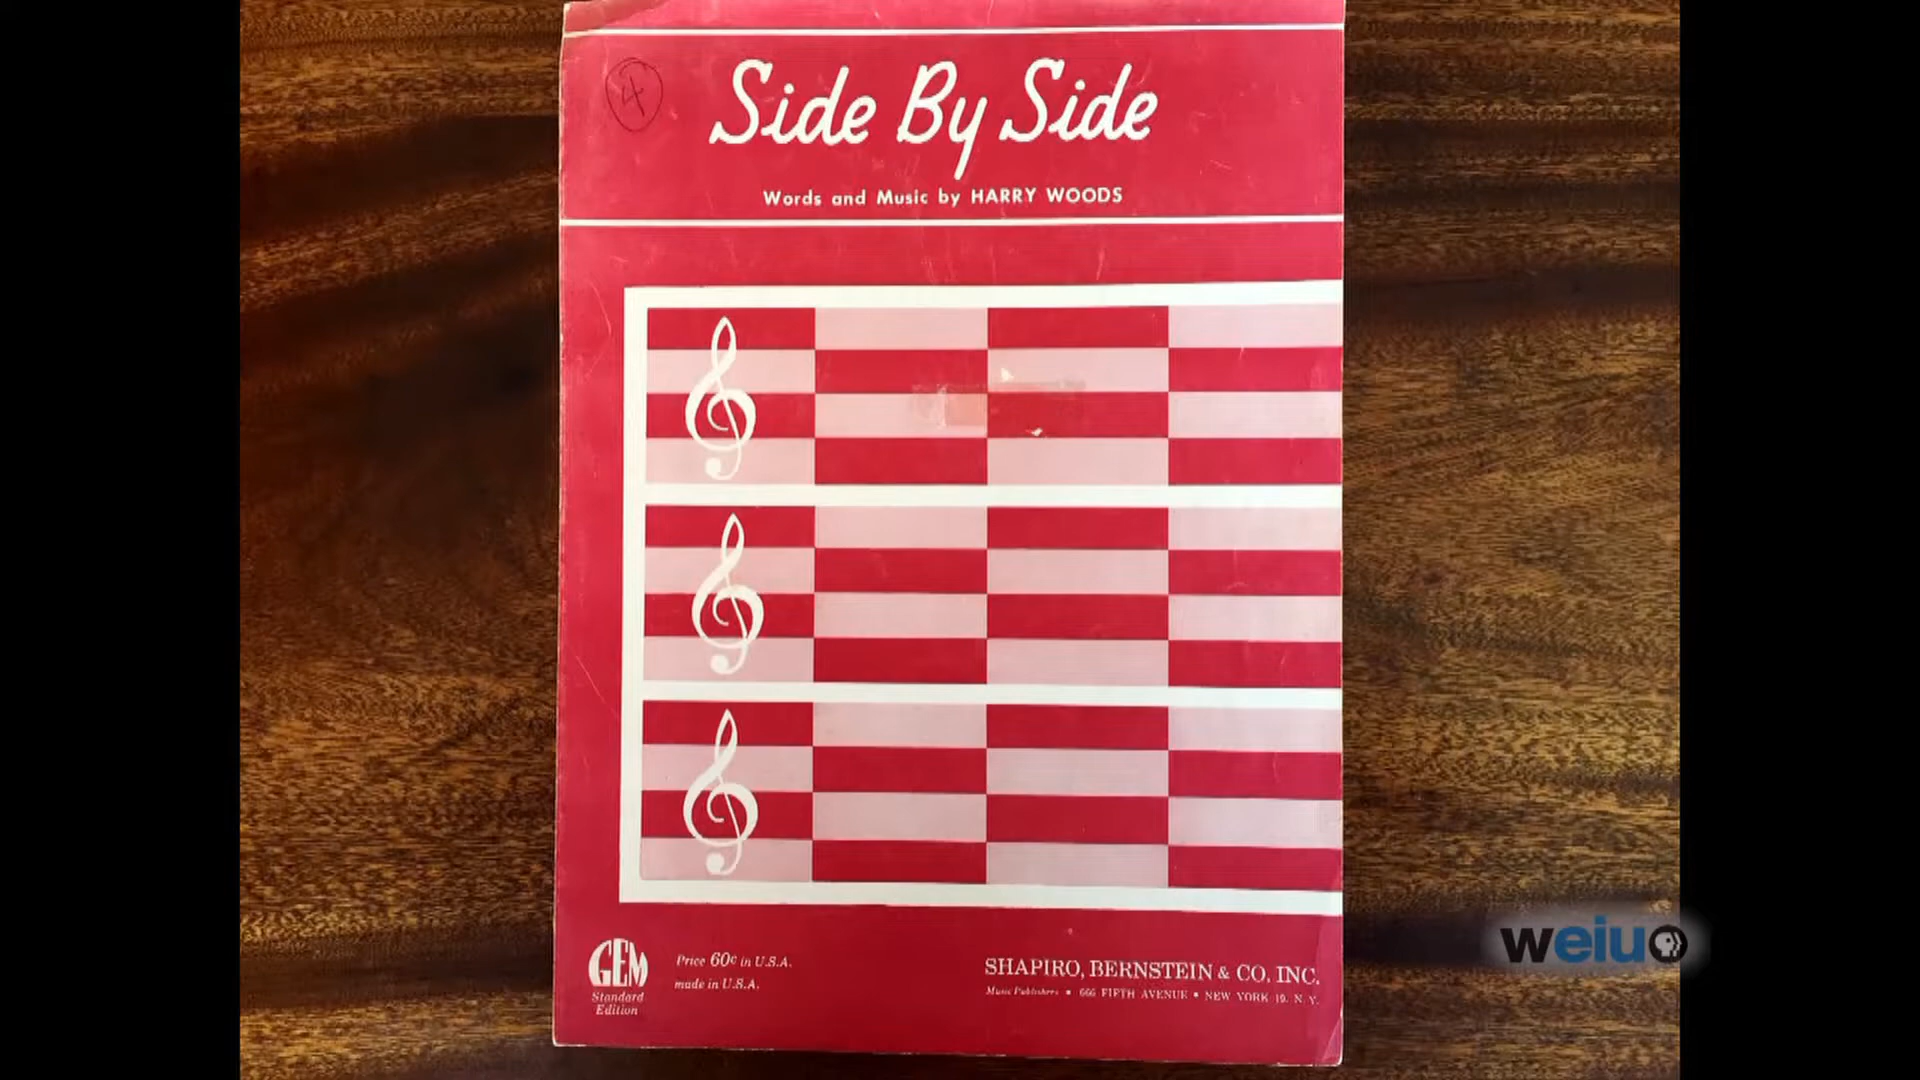 4
Side By Side
Words and Music by HARRY WOODS
GEM
Standard
Edition
Price 60¢ in U.S.A.
made in U.S.A.
SHAPIRO, BERNSTEIN & CO. INC.
Music Publishers • 666 FIFTH AVENUE • NEW YORK 19, N. Y.
weiu